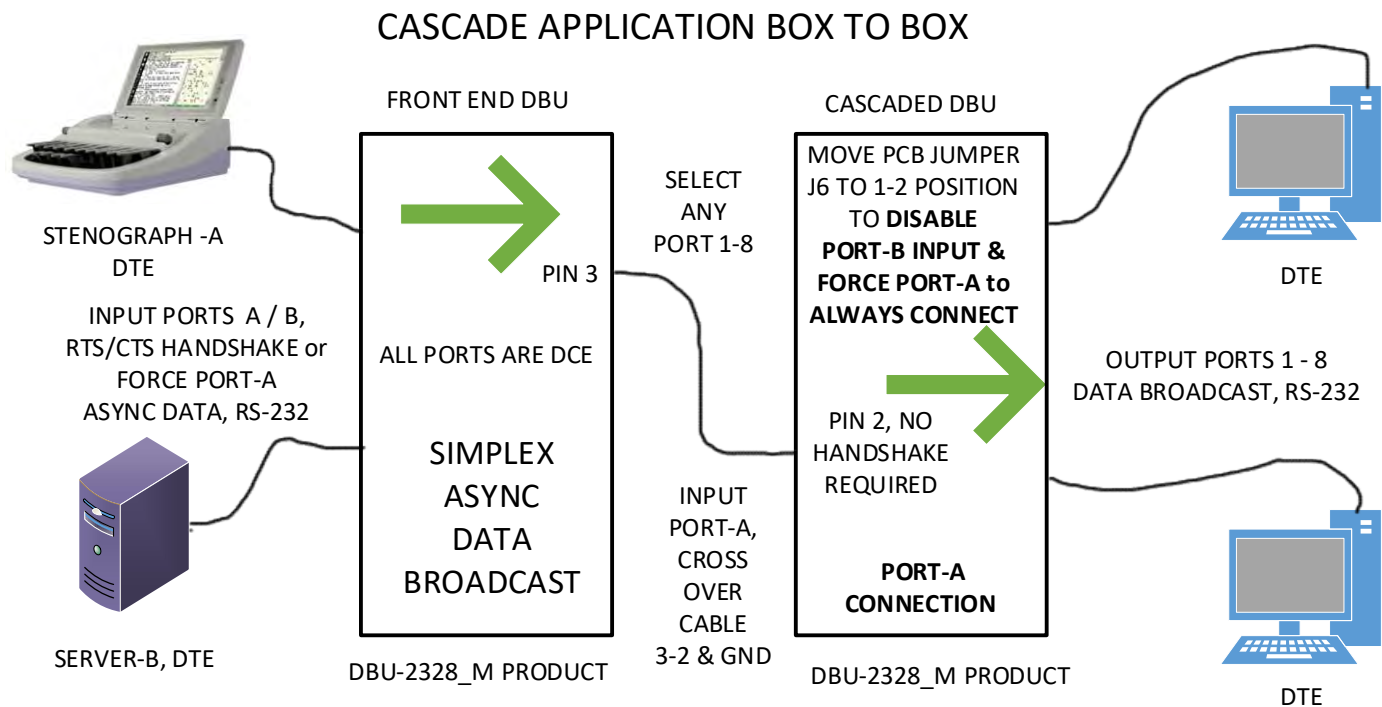 CASCADE APPLICATION BOX TO BOX
STENOGRAPH -A
DTE
INPUT PORTS  A / B,
RTS/CTS HANDSHAKE or
FORCE PORT-A
ASYNC DATA, RS-232
SERVER-B, DTE
FRONT END DBU
PIN 3
ALL PORTS ARE DCE
SIMPLEX
ASYNC
DATA
BROADCAST
DBU-2328_M PRODUCT
SELECT
ANY
PORT 1-8
INPUT
PORT-A,
CROSS
OVER
CABLE
3-2 & GND
CASCADED DBU
MOVE PCB JUMPER
J6 TO 1-2 POSITION
TO DISABLE
PORT-B INPUT &
FORCE PORT-A to
ALWAYS CONNECT
PIN 2, NO
HANDSHAKE
REQUIRED
PORT-A
CONNECTION
DBU-2328_M PRODUCT
DTE
OUTPUT PORTS 1 - 8
DATA BROADCAST, RS-232
DTE